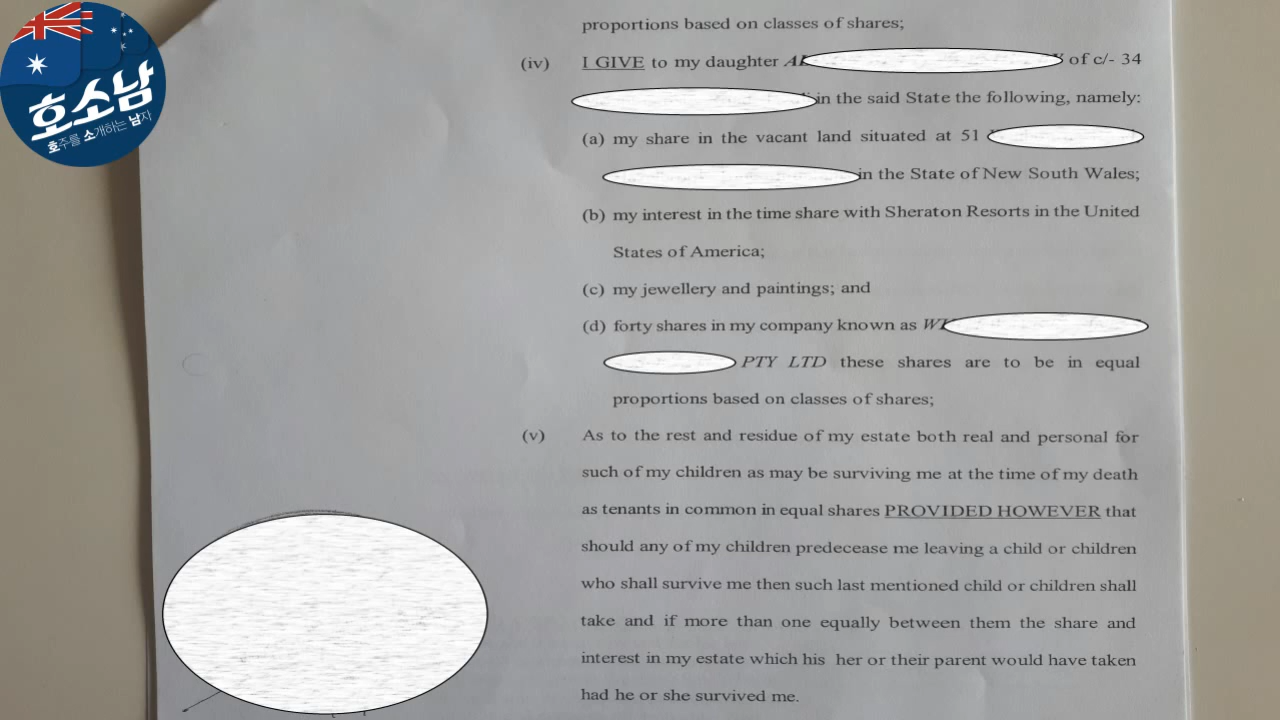 호소남
호주를 소개하는 남자
proportions based on classes of shares;
(iv) I GIVE to my daughter of c/- 34
in the said State the following, namely:
(a) my share in the vacant land situated at 51
in the State of New South Wales;
(b) my interest in the time share with Sheraton Resorts in the United
States of America;
(c) my jewellery and paintings; and
(d) forty shares in my company known as
PTY LTD these shares are to be in equal
proportions based on classes of shares;
(v) As to the rest and residue of my estate both real and personal for
such of my children as may be surviving me at the time of my death
as tenants in common in equal shares PROVIDED HOWEVER that
should any of my children predecease me leaving a child or children
who shall survive me then such last mentioned child or children shall
take and if more than one equally between them the share and
interest in my estate which his her or their parent would have taken
had he or she survived me.